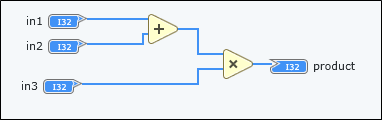 in1 I32
in2 I32
+
in3 I32
×
I32 product